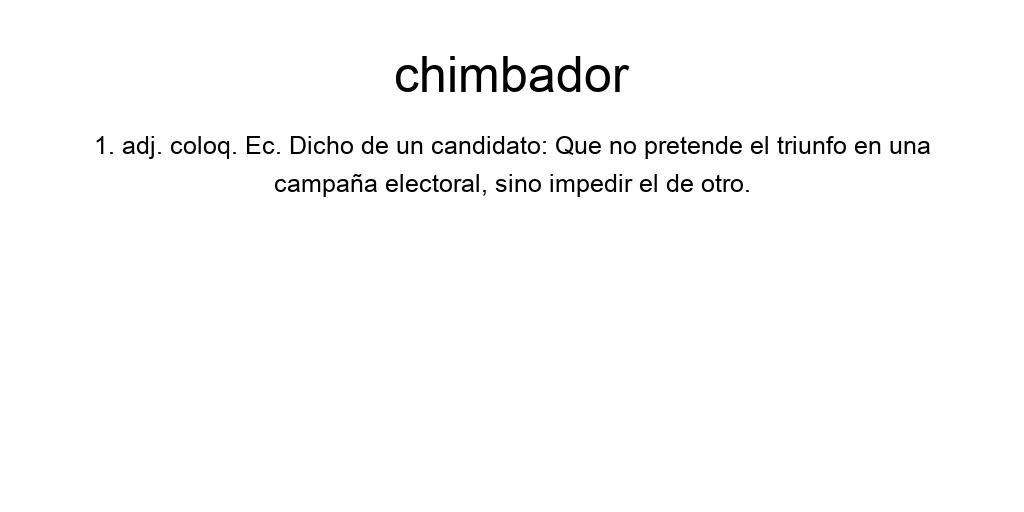 chimbador
1. adj. coloq. Ec. Dicho de un candidato: Que no pretende el triunfo en una
campaña electoral, sino impedir el de otro.